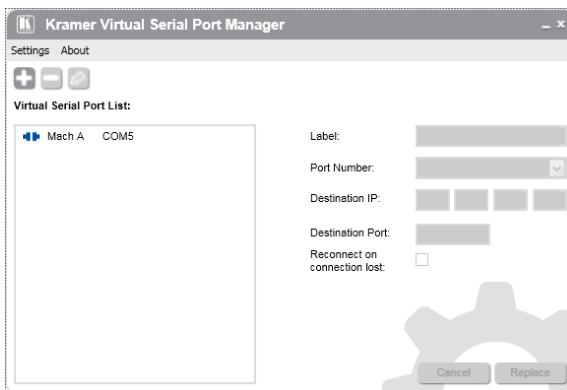 Kramer Virtual Serial Port Manager
Settings About
Virtual Serial Port List:
Mach A COM5
Label:
Port Number:
Destination IP:
Destination Port:
Reconnect on
connection lost:
Cancel Replace